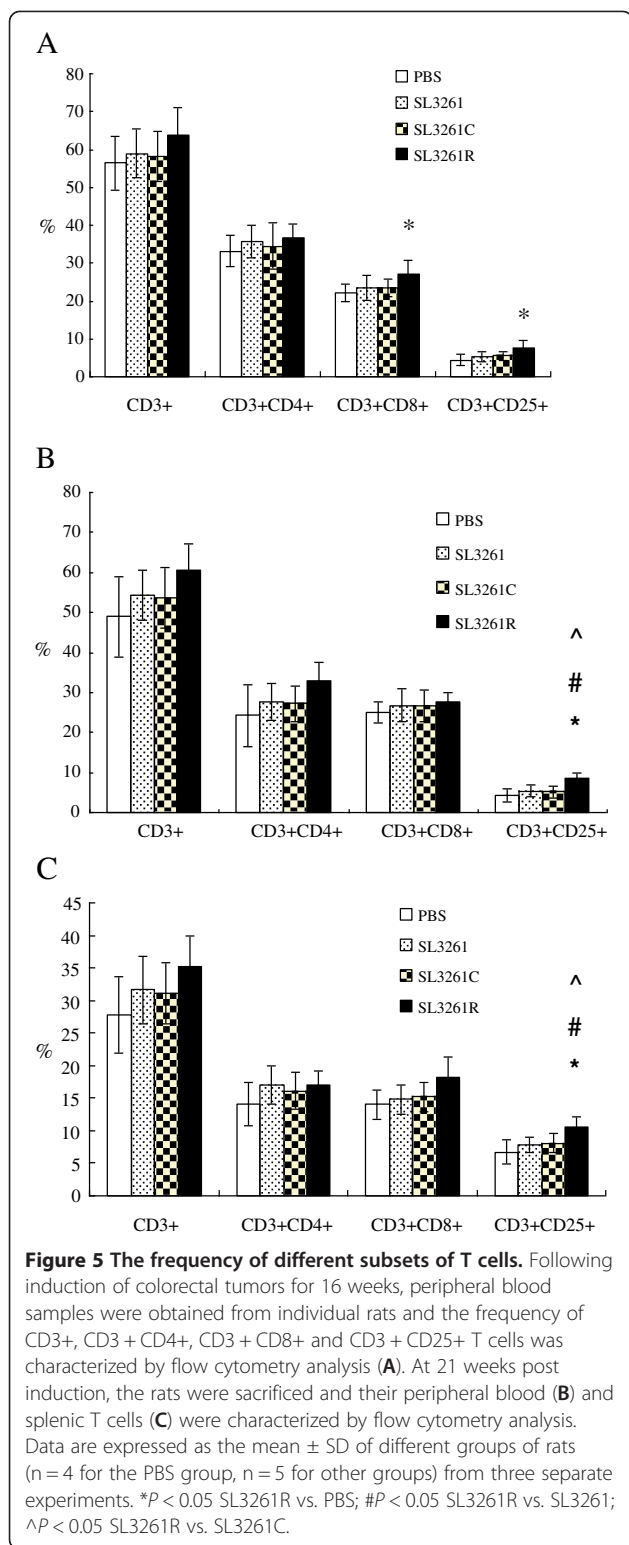 A
80
70
60
50
40
30
20
10
0
%
PBS
SL3261
SL3261C
SL3261R
*
*
CD3+ CD3+CD4+ CD3+CD8+ CD3+CD25+
B
80
70
60
50
40
30
20
10
0
%
PBS
SL3261
SL3261C
SL3261R
^
#
*
CD3+ CD3+CD4+ CD3+CD8+ CD3+CD25+
C
45
40
35
30
25
20
15
10
5
0
%
PBS
SL3261
SL3261C
SL3261R
^
#
*
CD3+ CD3+CD4+ CD3+CD8+ CD3+CD25+
Figure 5 The frequency of different subsets of T cells. Following
induction of colorectal tumors for 16 weeks, peripheral blood
samples were obtained from individual rats and the frequency of
CD3+, CD3 + CD4+, CD3 + CD8+ and CD3 + CD25+ T cells was
characterized by flow cytometry analysis (A). At 21 weeks post
induction, the rats were sacrificed and their peripheral blood (B) and
splenic T cells (C) were characterized by flow cytometry analysis.
Data are expressed as the mean ± SD of different groups of rats
(n = 4 for the PBS group, n = 5 for other groups) from three separate
experiments. *P < 0.05 SL3261R vs. PBS; #P < 0.05 SL3261R vs. SL3261;
^P < 0.05 SL3261R vs. SL3261C.